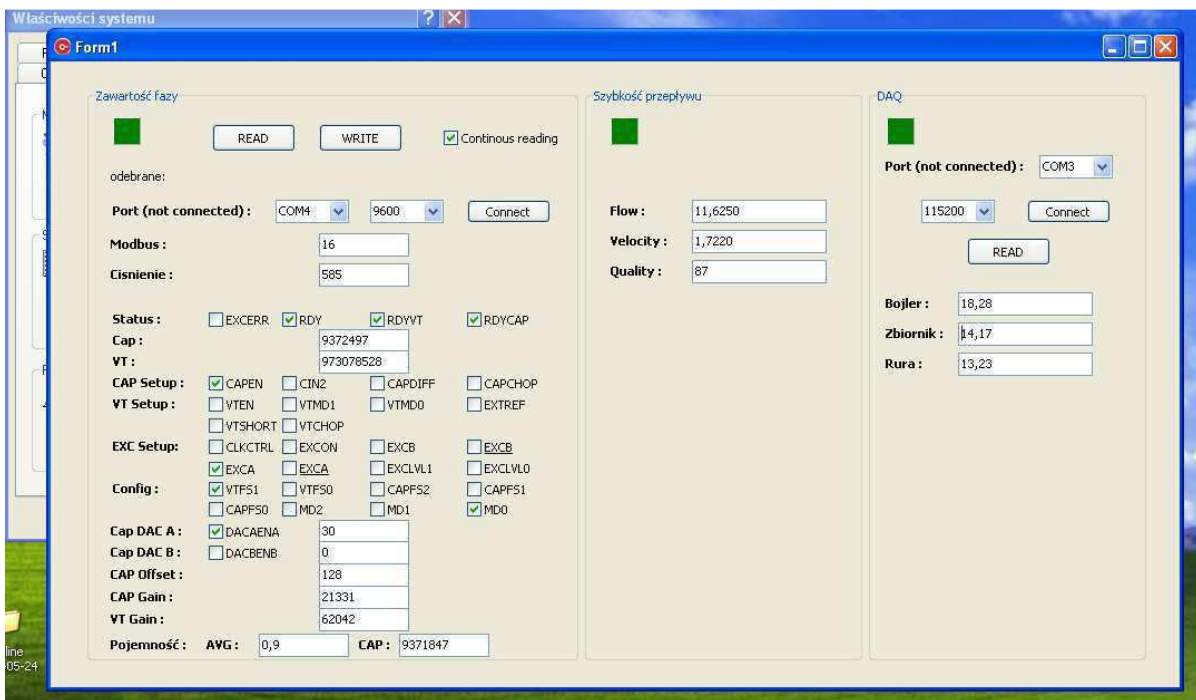 Właściwości systemu
Form1
Zawartość fazy
READ WRITE Continous reading
odebrane:
Port (not connected) : COM4 9600 Connect
Modbus : 16
Cisnienie : 585
Status : EXCERR RDY RDYVT RDYCAP
Cap : 9372497
VT : 973078528
CAP Setup : CAPEN CIN2 CAPDIFF CAPCHOP
VT Setup : VTEN VTMD1 VTMD0 EXTREF
VTSHORT VTCHOP
EXC Setup: CLKCTRL EXCON EXCB EXCB
EXCA EXCA EXCLVL1 EXCLVL0
Config : VTFS1 VTFS0 CAPFS2 CAPFS1
CAPFS0 MD2 MD1 MD0
Cap DAC A : DACAENA 30
Cap DAC B : DACBENB 0
CAP Offset : 128
CAP Gain : 21331
VT Gain : 62042
Pojemność : AVG : 0,9 CAP : 9371847
Szybkość przepływu
Flow : 11,6250
Velocity : 1,7220
Quality : 87
DAQ
Port (not connected) : COM3
115200 Connect
READ
Bojler : 18,28
Zbiornik : 14,17
Rura : 13,23
line
05-24